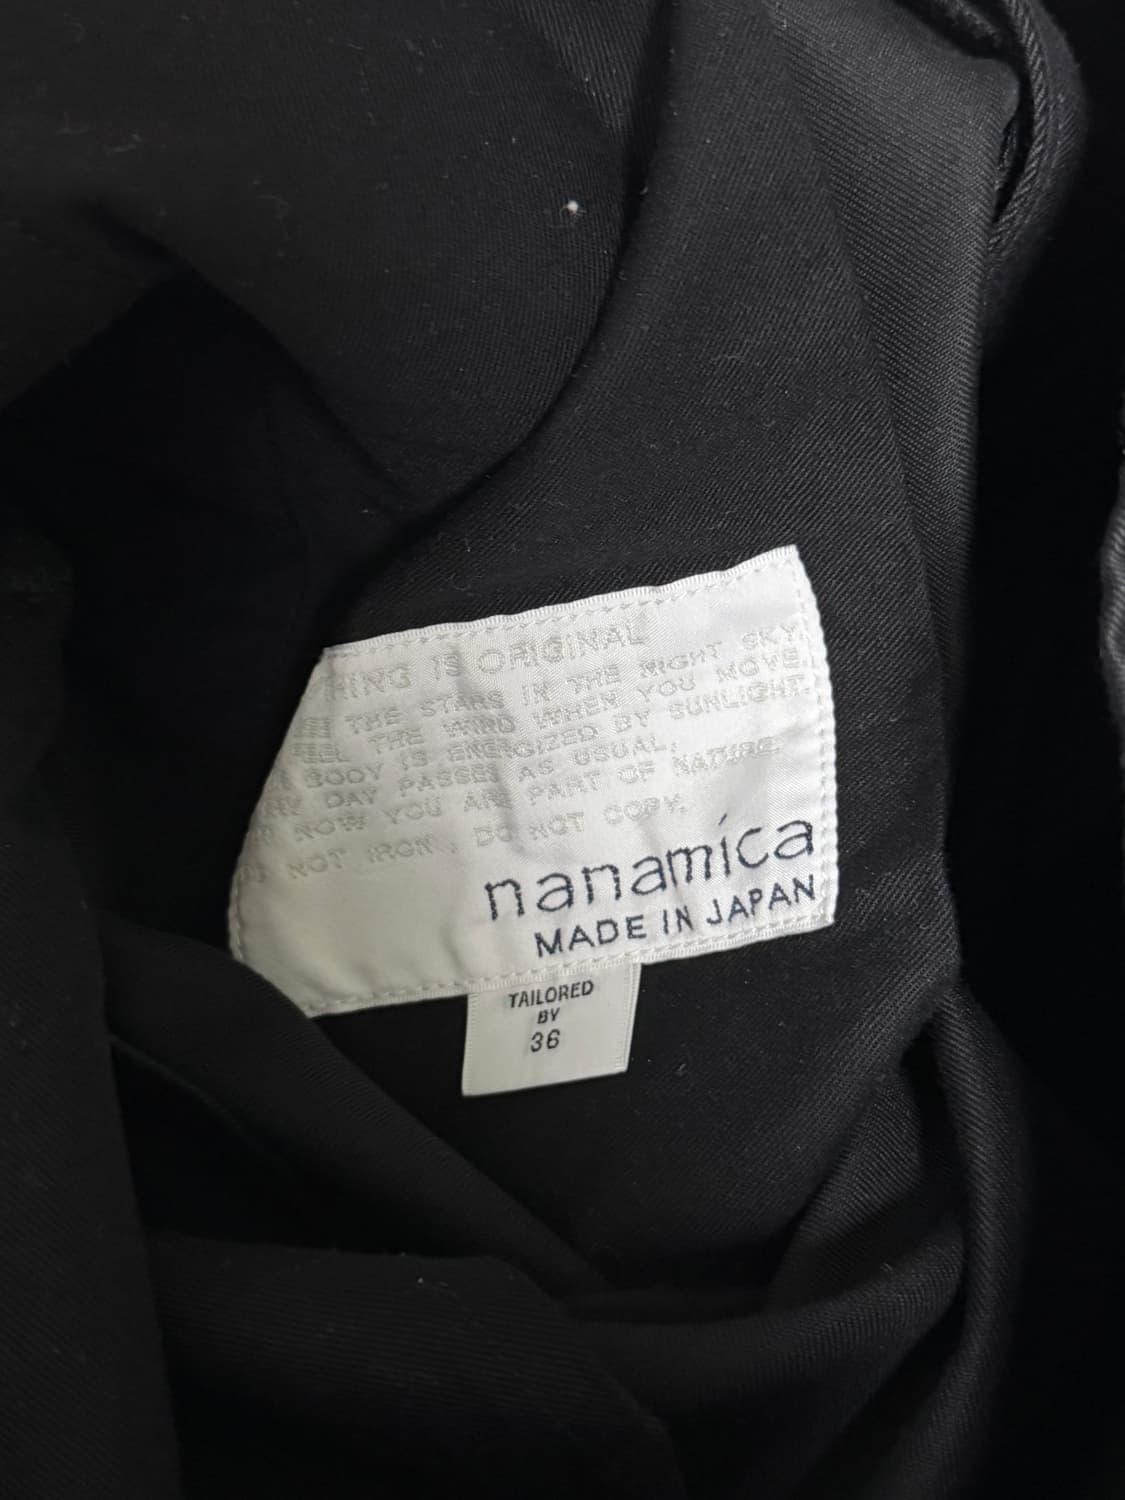 IS ORIGINAL
THE STARS IN THE NIGHT SKY.
THE WIND WHEN YOU MOVE.
BODY IS ENERGIZED BY SUNLIGHT.
DAY PASSES AS USUAL,
NOW YOU ARE PART OF NATURE.
NOT IRON, DO NOT COPY.
nanamica
MADE IN JAPAN
TAILORED
BY
36